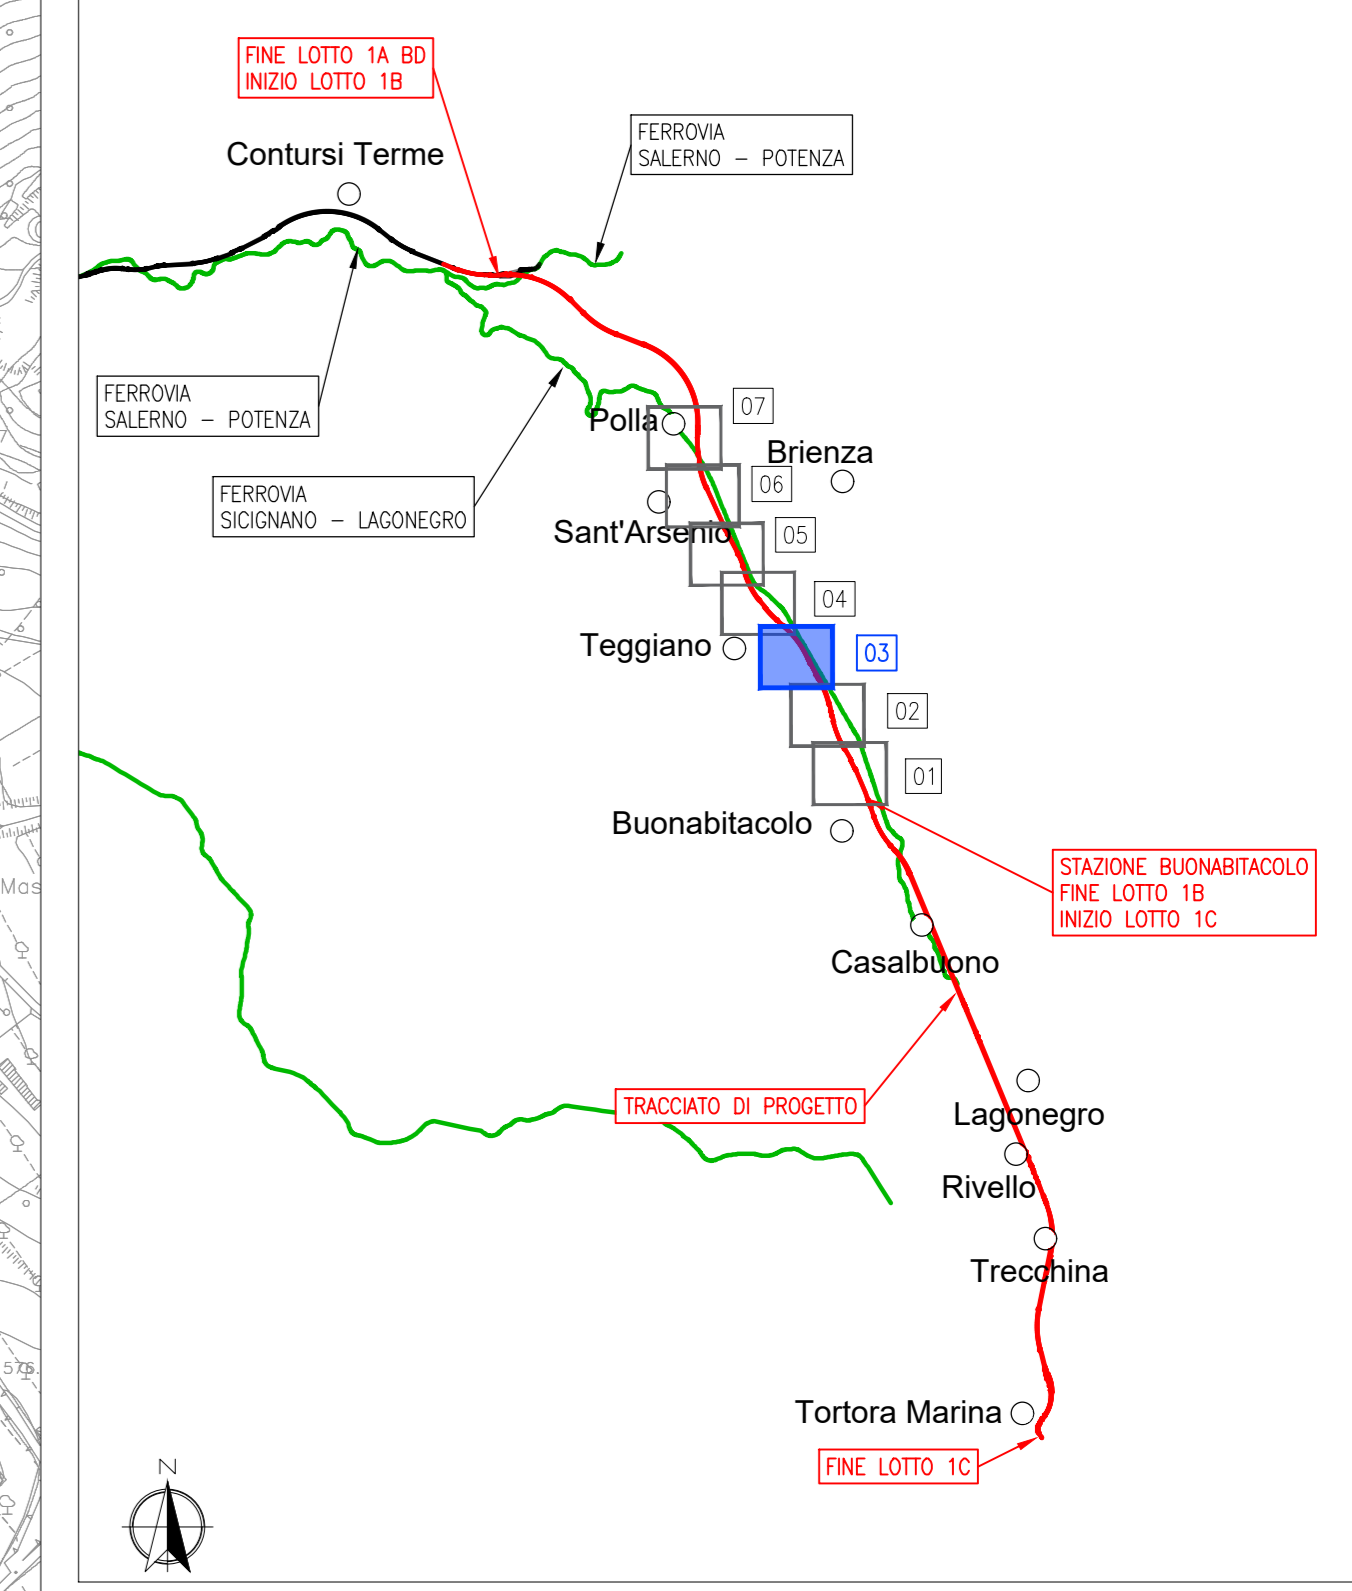 FINE LOTTO 1A BD
INIZIO LOTTO 1B
FERROVIA
SALERNO – POTENZA
Contursi Terme
FERROVIA
SALERNO – POTENZA
07
Polla
Brienza
06
FERROVIA
SICIGNANO – LAGONEGRO
Sant'Arsenio
05
04
Teggiano
03
02
01
Buonabitacolo
STAZIONE BUONABITACOLO
FINE LOTTO 1B
INIZIO LOTTO 1C
Mas
Casalbuono
TRACCIATO DI PROGETTO
Lagonegro
Rivello
Trecchina
Tortora Marina
FINE LOTTO 1C
N